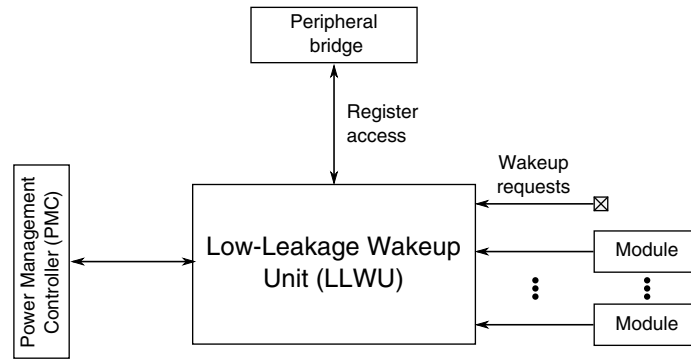 Peripheral
bridge
Register
access
Wakeup
requests
Power Management
Controller (PMC)
Low-Leakage Wakeup
Unit (LLWU)
Module
Module